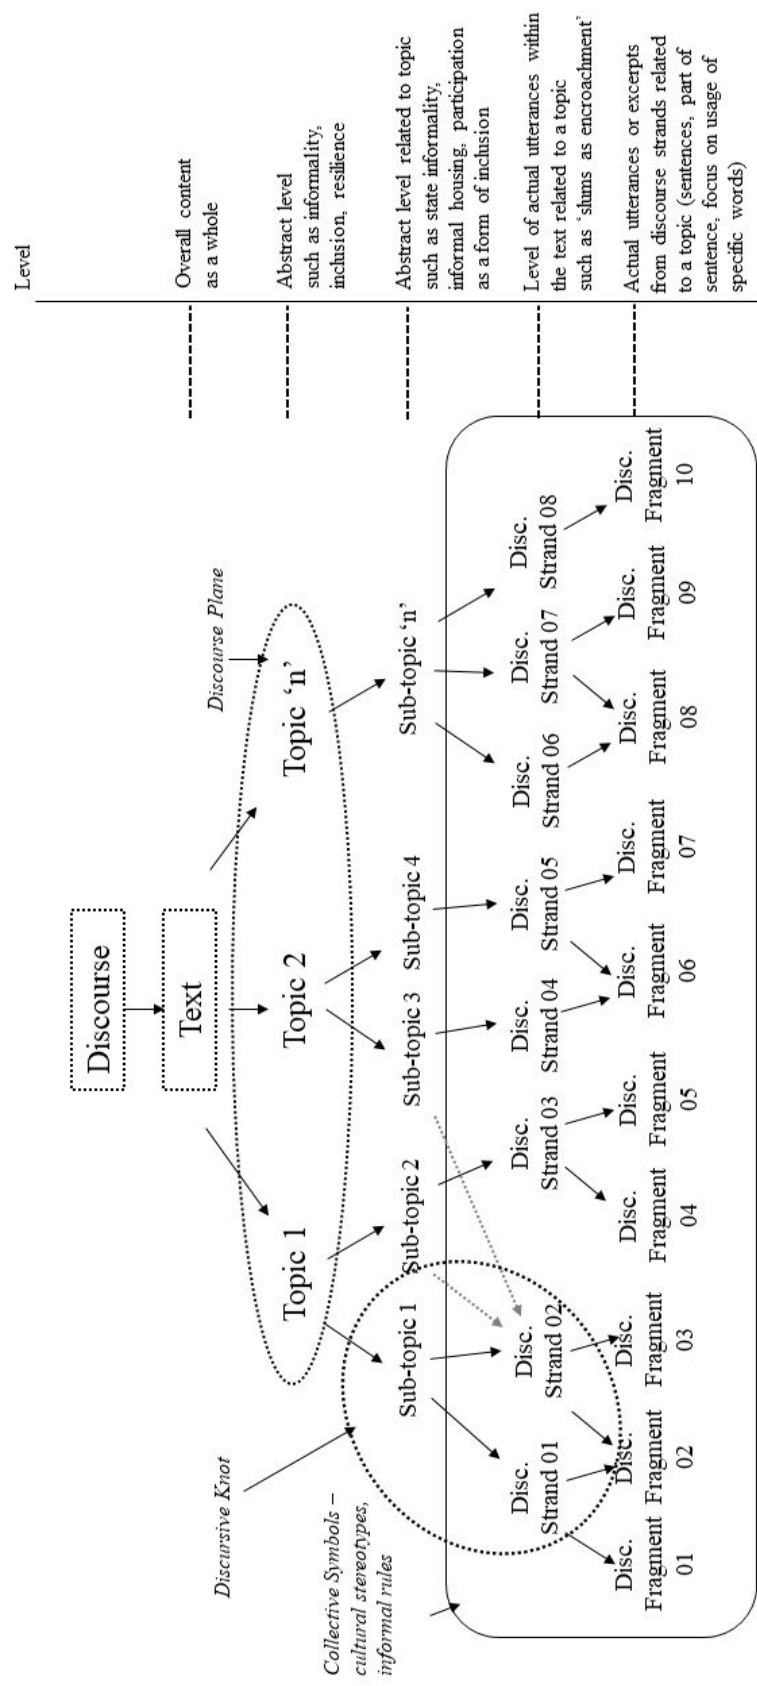 Level
Discourse
Text
Overall content
as a whole
Discourse Plane
Topic 1
Topic 2
Topic ‘n’
Abstract level
such as informality,
inclusion, resilience
Discursive Knot
Sub-topic 1
Sub-topic 2
Sub-topic 3
Sub-topic 4
Sub-topic ‘n’
Abstract level related to topic
such as state informality,
informal housing, participation
as a form of inclusion
Collective Symbols –
cultural stereotypes,
informal rules
Disc.
Strand 01
Disc.
Strand 02
Disc.
Strand 03
Disc.
Strand 04
Disc.
Strand 05
Disc.
Strand 06
Disc.
Strand 07
Disc.
Strand 08
Level of actual utterances within
the text related to a topic
such as ‘slums as encroachment’
Disc.
Fragment
01
Disc.
Fragment
02
Disc.
Fragment
03
Disc.
Fragment
04
Disc.
Fragment
05
Disc.
Fragment
06
Disc.
Fragment
07
Disc.
Fragment
08
Disc.
Fragment
09
Disc.
Fragment
10
Actual utterances or excerpts
from discourse strands related
to a topic (sentences, part of
sentence, focus on usage of
specific words)